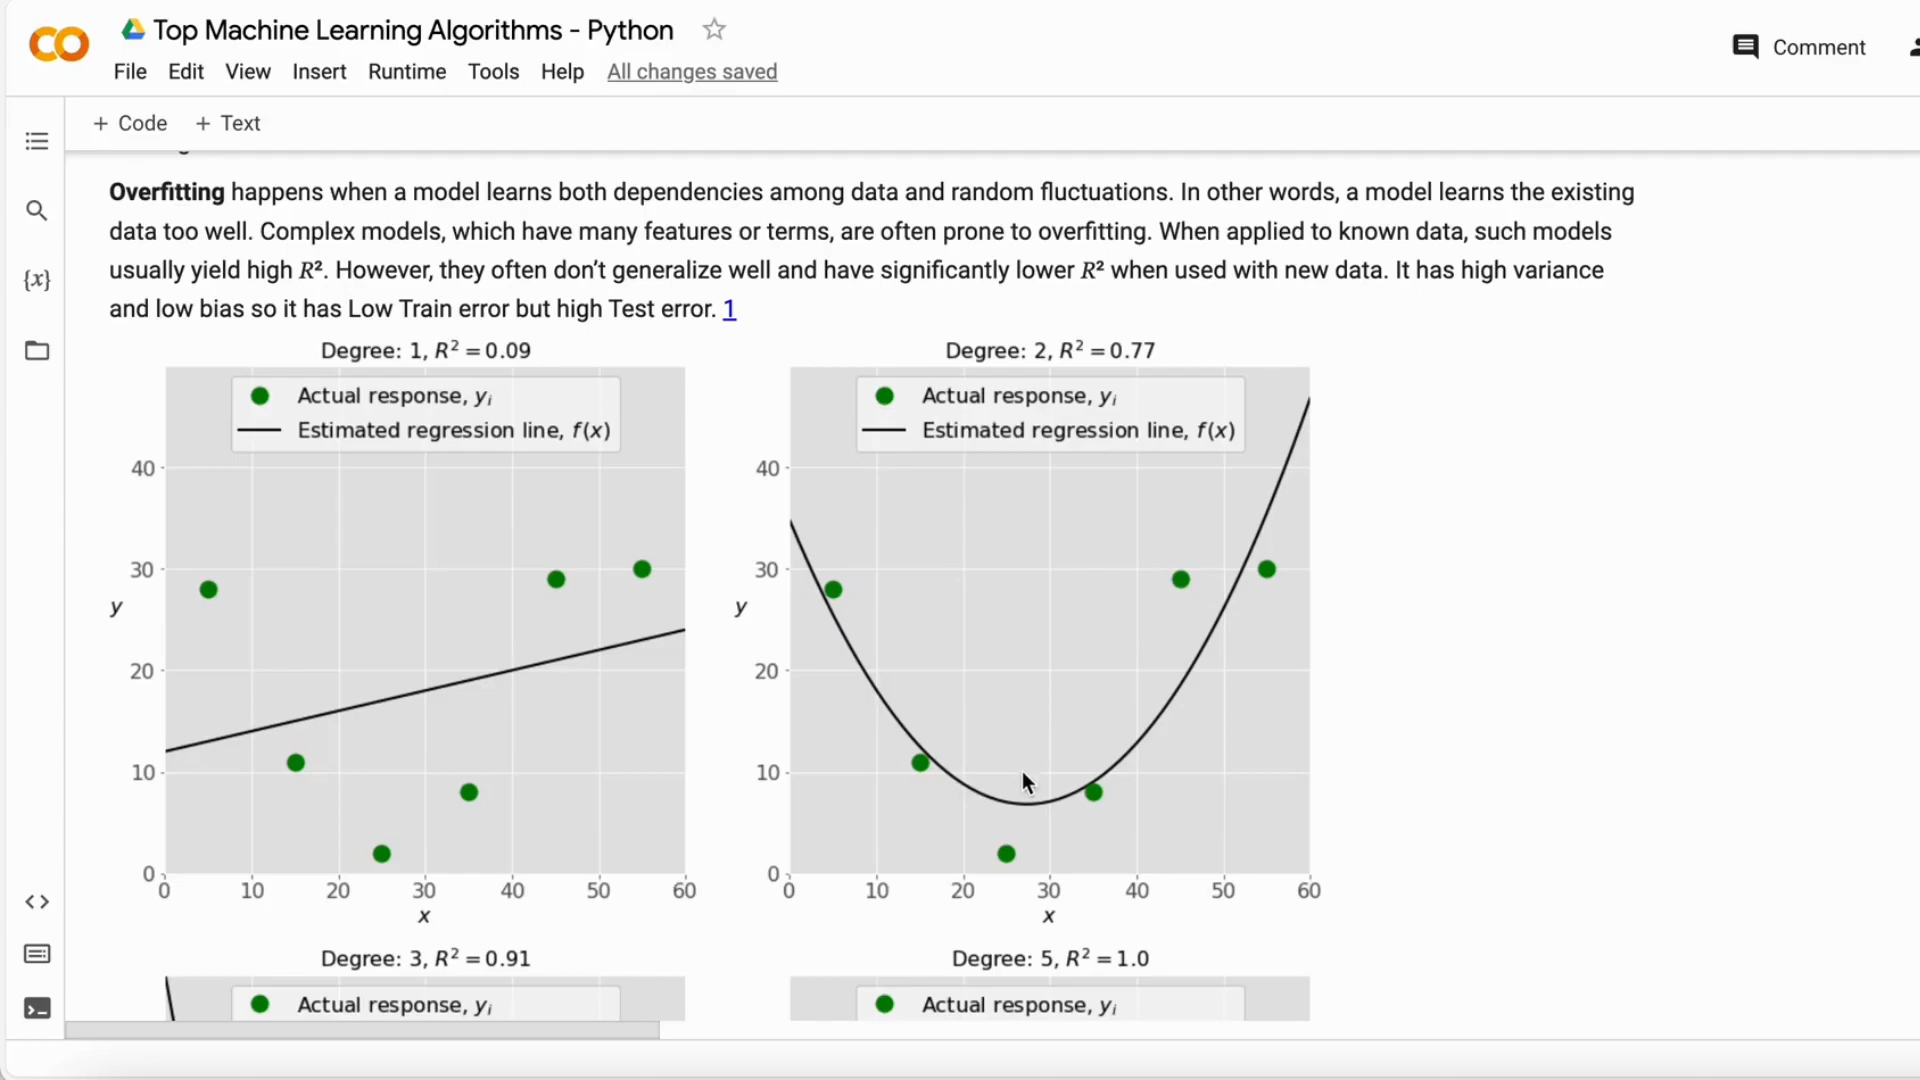 Top Machine Learning Algorithms - Python
Comment
File Edit View Insert Runtime Tools Help All changes saved
+ Code + Text
Overfitting happens when a model learns both dependencies among data and random fluctuations. In other words, a model learns the existing
data too well. Complex models, which have many features or terms, are often prone to overfitting. When applied to known data, such models
usually yield high R². However, they often don't generalize well and have significantly lower R² when used with new data. It has high variance
and low bias so it has Low Train error but high Test error. 1
{x}
Degree: 1, R² = 0.09
Actual response, yᵢ
Estimated regression line, f(x)
40
30
y
20
10
0
0 10 20 30 40 50 60
x
Degree: 2, R² = 0.77
Actual response, yᵢ
Estimated regression line, f(x)
40
30
y
20
10
0
0 10 20 30 40 50 60
x
Degree: 3, R² = 0.91
Actual response, yᵢ
Degree: 5, R² = 1.0
Actual response, yᵢ